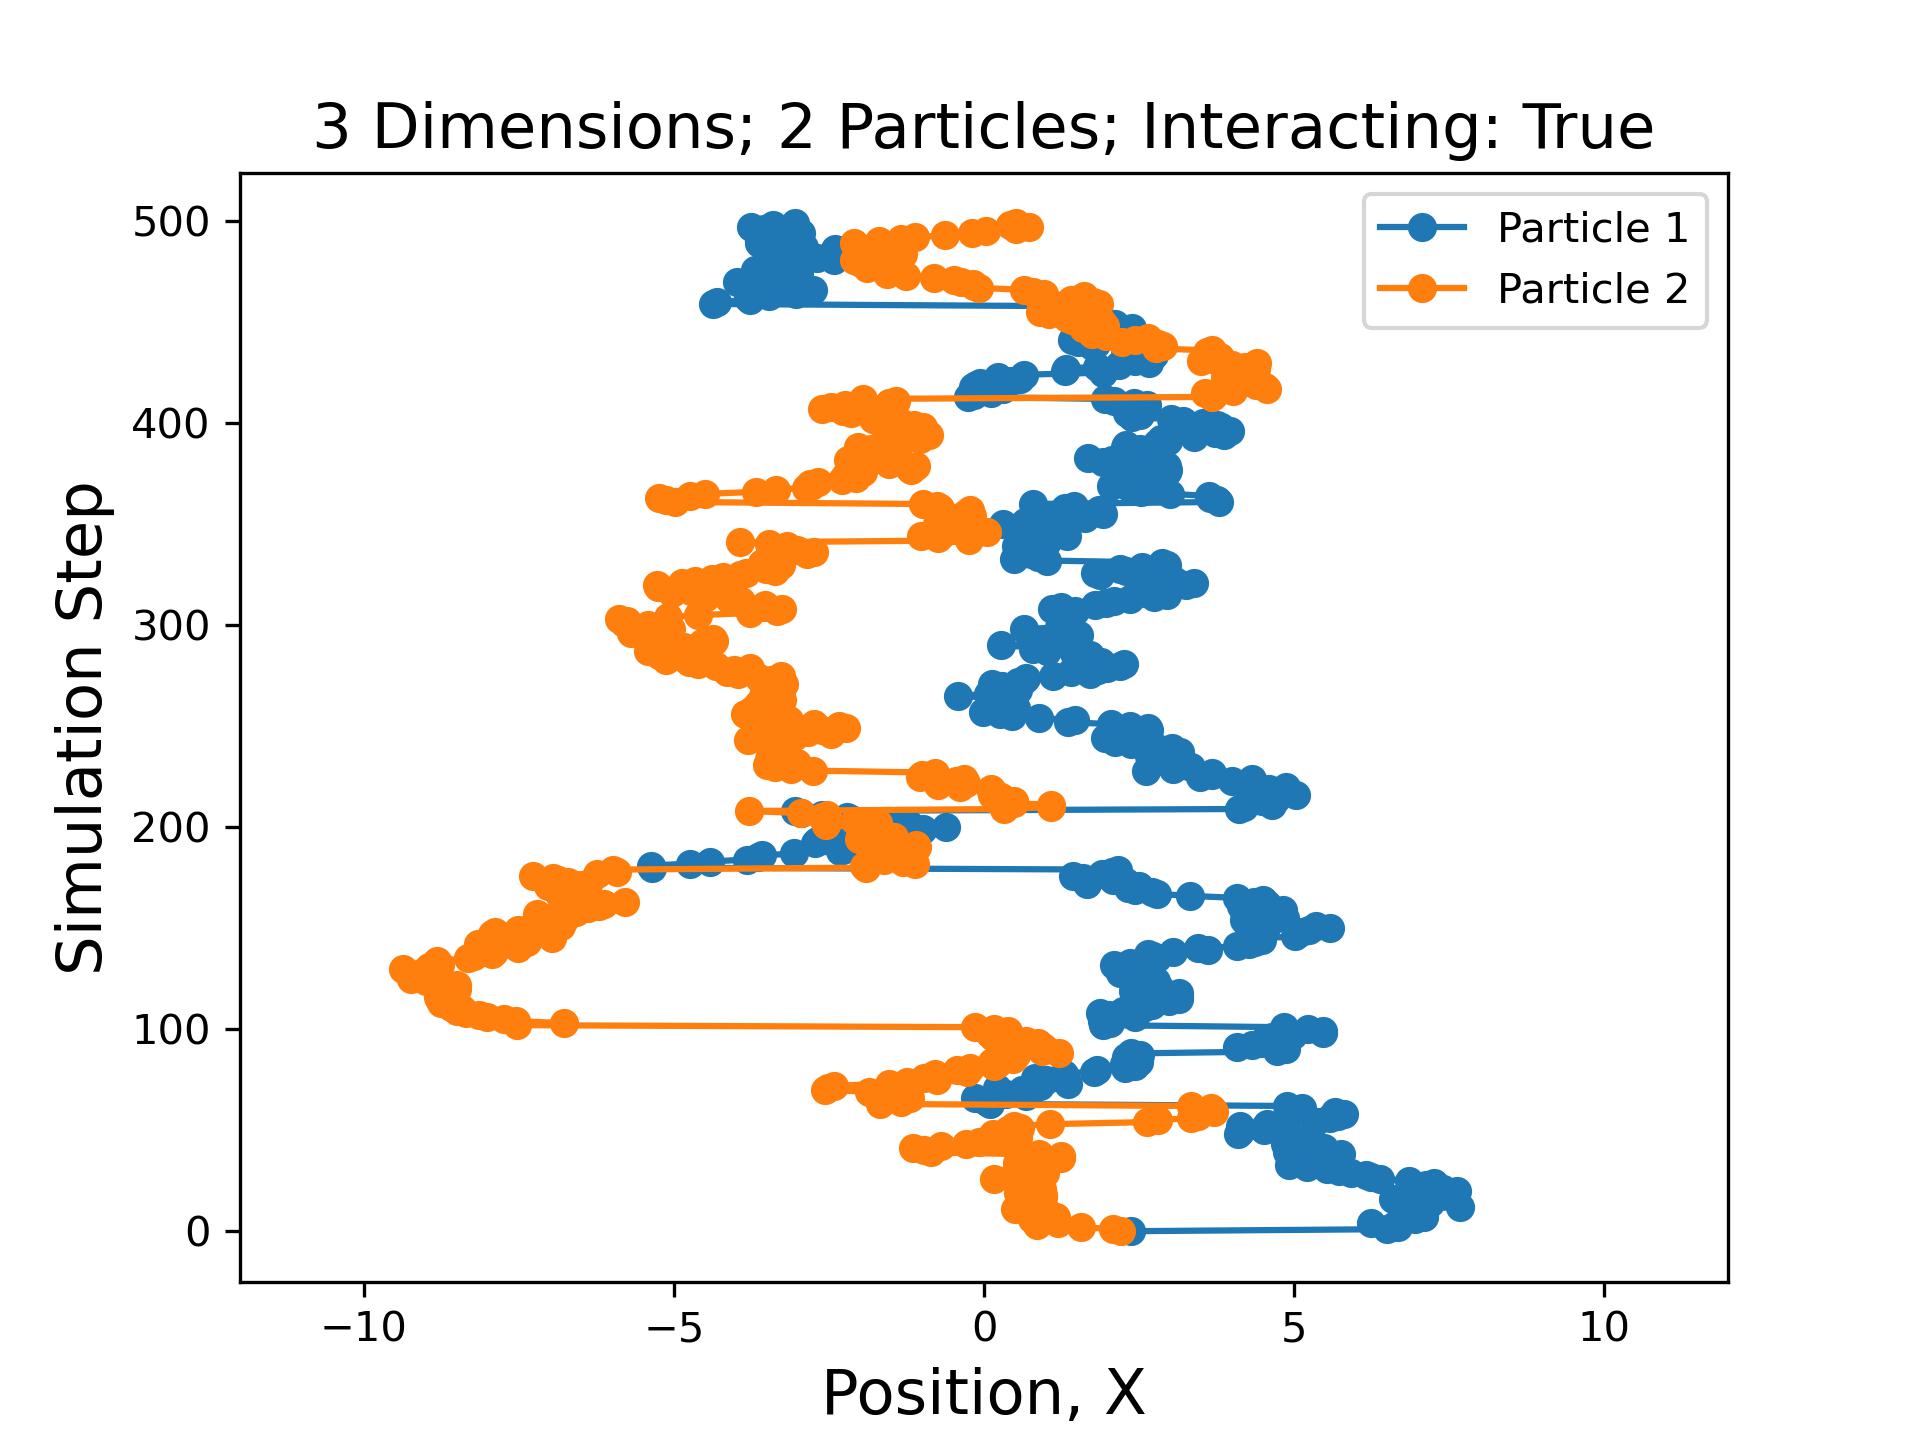 3 Dimensions; 2 Particles; Interacting: True
Particle 1
Particle 2
Simulation Step
500
400
300
200
100
0
−10
−5
0
5
10
Position, X